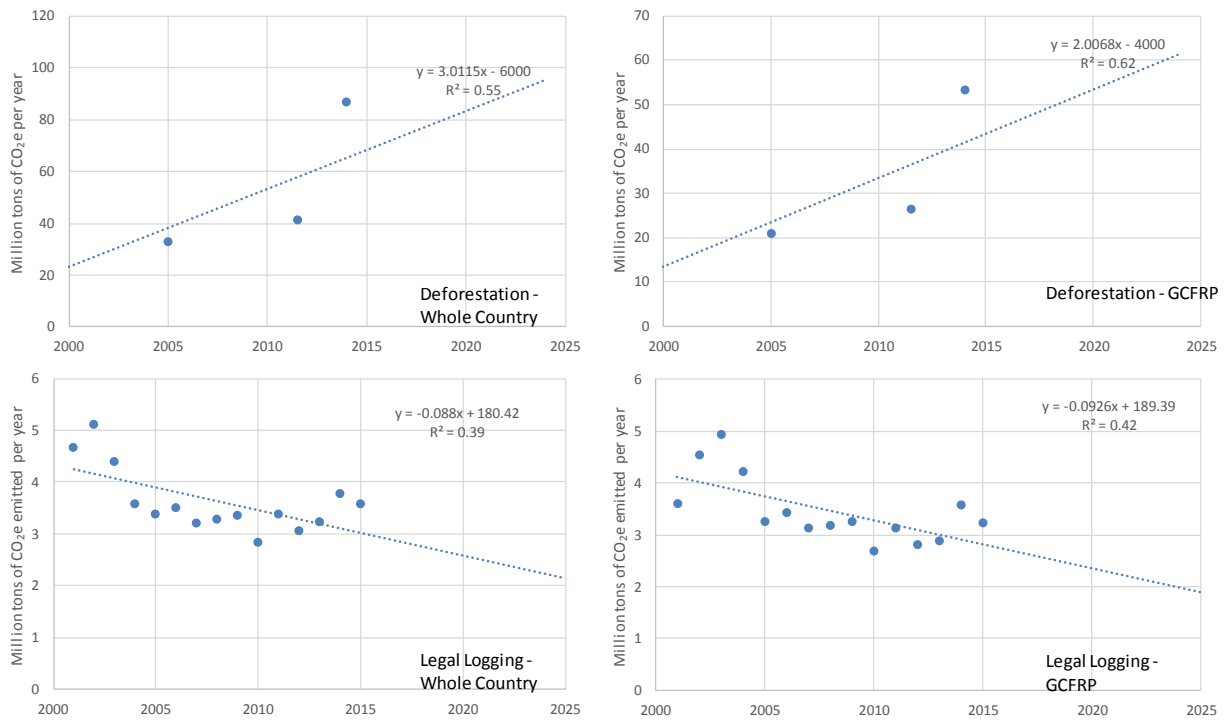 120
100
80
60
40
20
0
2000 2005 2010 2015 2020 2025
Million tons of CO₂e per year
y = 3.0115x - 6000
R² = 0.55
Deforestation -
Whole Country
70
60
50
40
30
20
10
0
2000 2005 2010 2015 2020 2025
Million tons of CO₂e per year
y = 2.0068x - 4000
R² = 0.62
Deforestation - GCFRP
6
5
4
3
2
1
0
2000 2005 2010 2015 2020 2025
Million tons of CO₂e emitted per year
y = -0.088x + 180.42
R² = 0.39
Legal Logging -
Whole Country
6
5
4
3
2
1
0
2000 2005 2010 2015 2020 2025
Million tons of CO₂e emitted per year
y = -0.0926x + 189.39
R² = 0.42
Legal Logging -
GCFRP